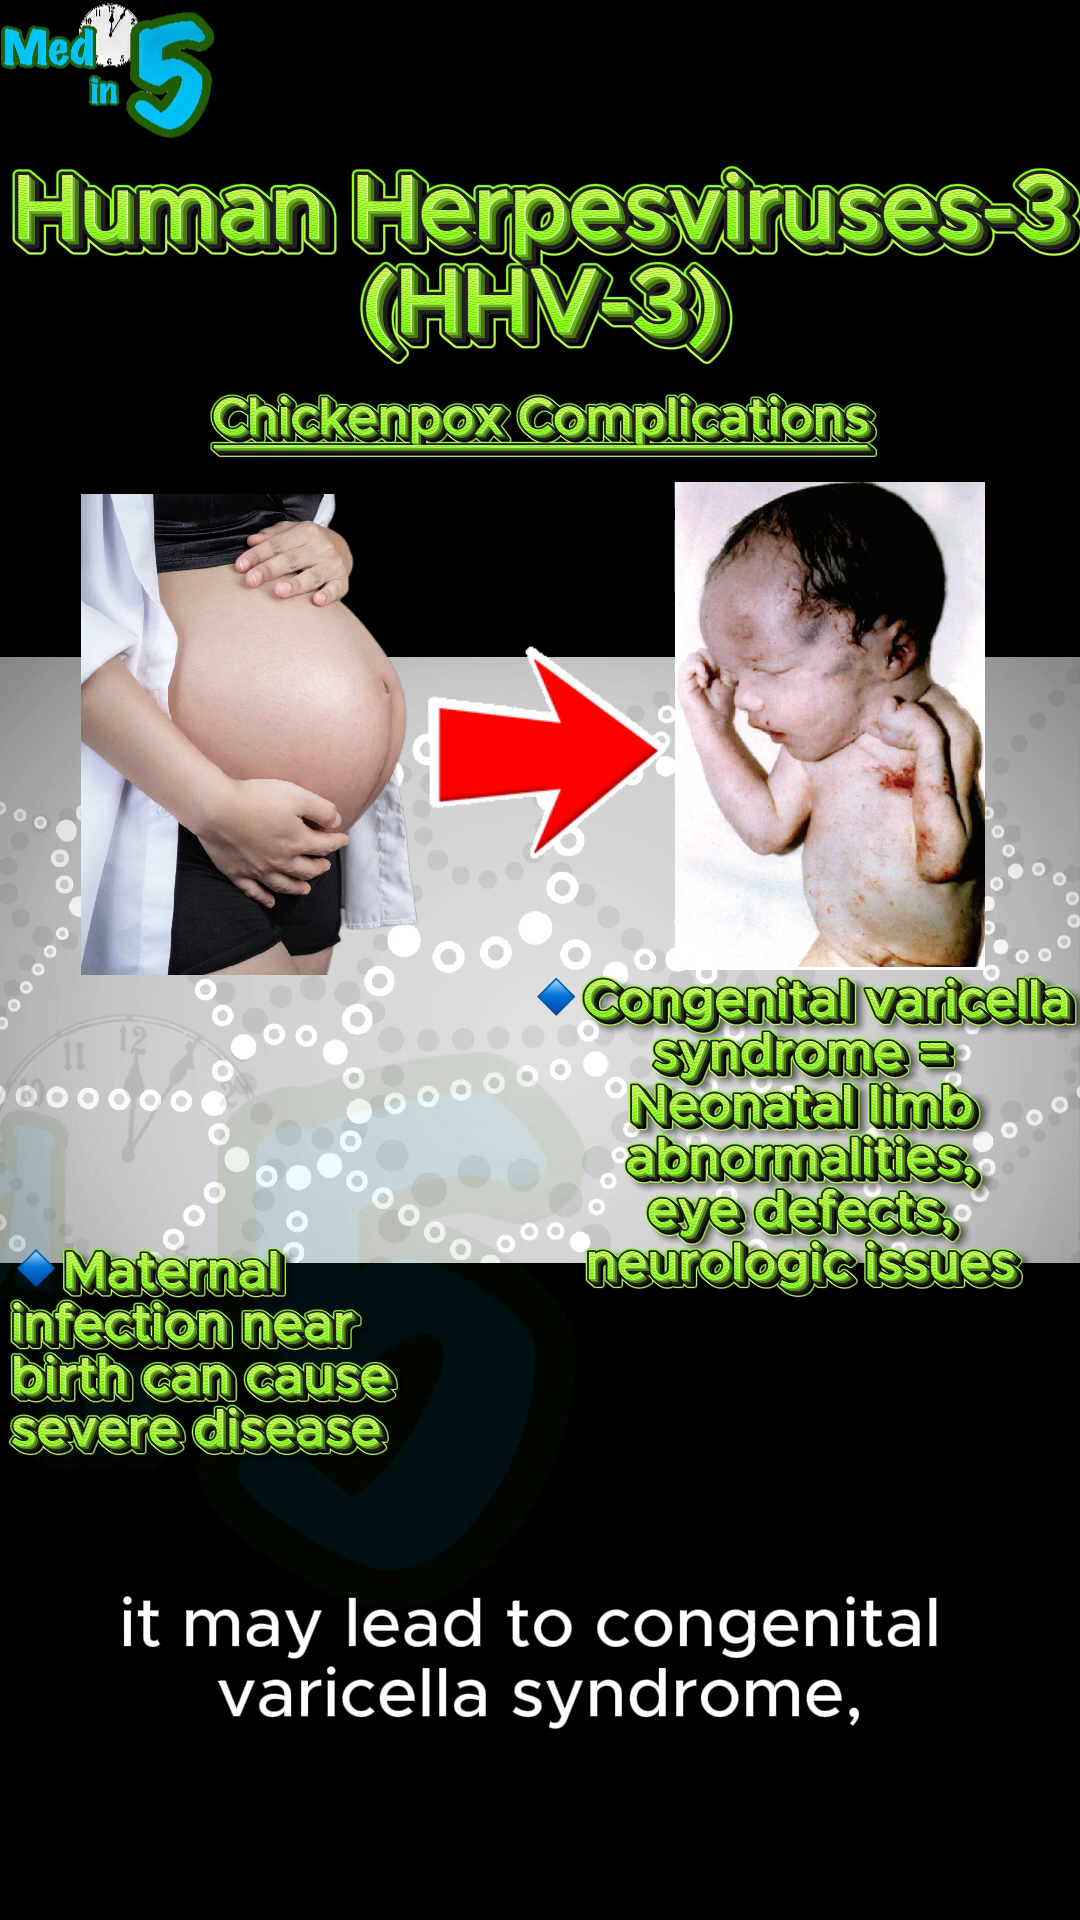 Med
in 5
Human Herpesviruses-3
(HHV-3)
Chickenpox Complications
Congenital varicella
syndrome =
Neonatal limb
abnormalities,
eye defects,
neurologic issues
Maternal
infection near
birth can cause
severe disease
it may lead to congenital
varicella syndrome,